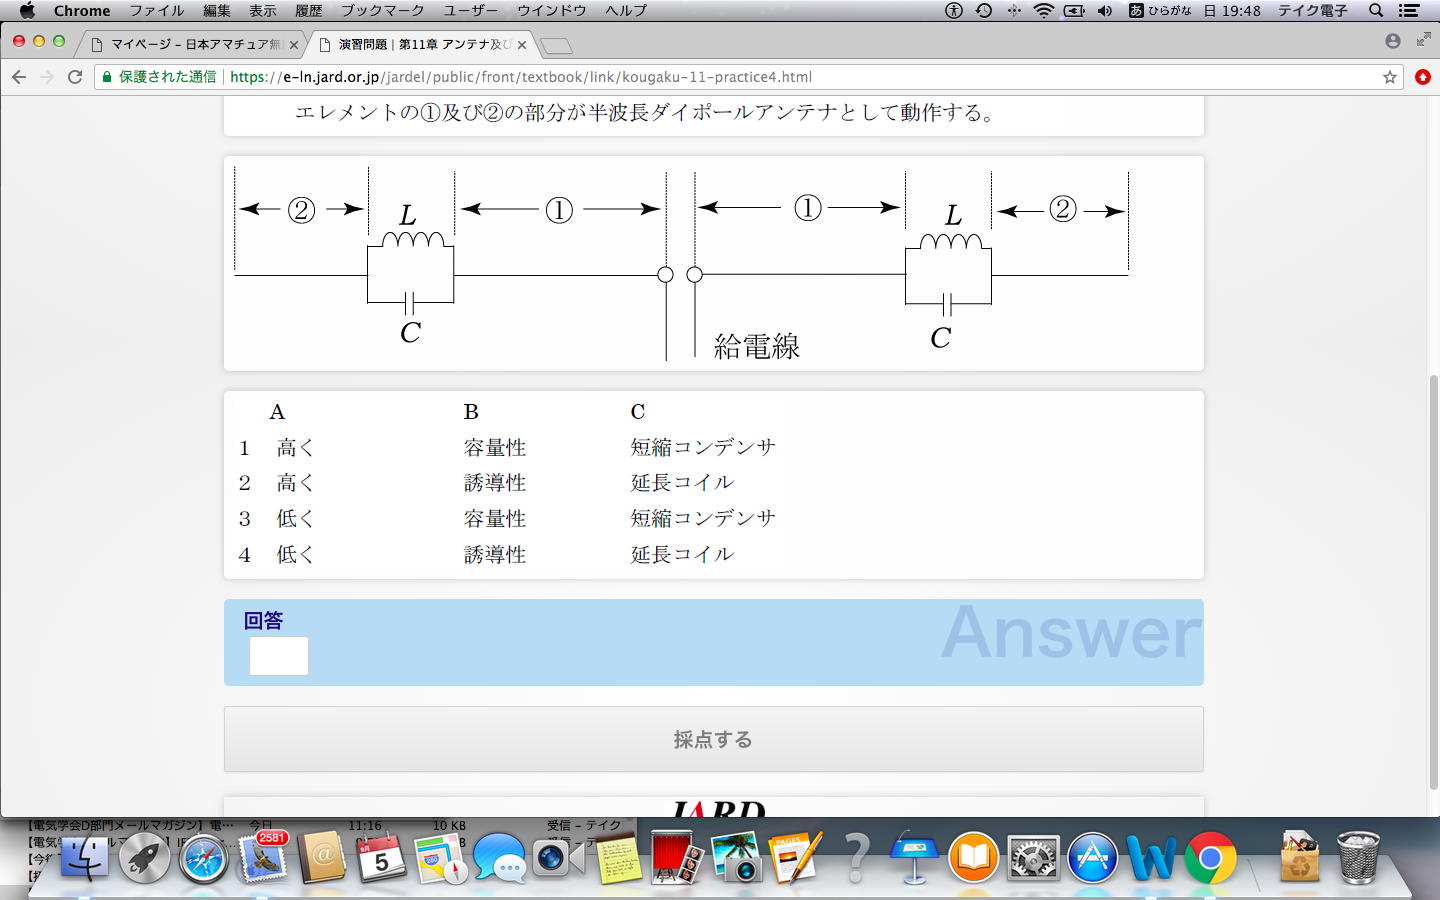 Chrome ファイル 編集 表示 履歴 ブックマーク ユーザー ウインドウ ヘルプ あ ひらがな 日 19:48 テイク電子
マイページ – 日本アマチュア無
演習問題 | 第11章 アンテナ及び
保護された通信 https://e-ln.jard.or.jp/jardel/public/front/textbook/link/kougaku-11-practice4.html
エレメントの①及び②の部分が半波長ダイポールアンテナとして動作する。
② L ① ① L ②
C C
給電線
A B C
1 高く 容量性 短縮コンデンサ
2 高く 誘導性 延長コイル
3 低く 容量性 短縮コンデンサ
4 低く 誘導性 延長コイル
回答
Answer
採点する
JARD
【電気学会D部門メールマガジン】電… 今日 11:16 10 KB 受信 – テイク
2581
9月
5
PAGES